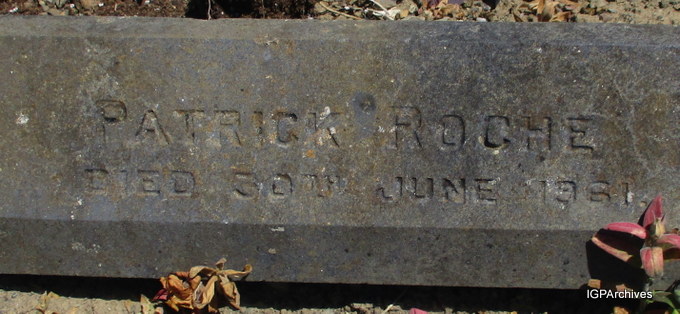 PATRICK ROCHE
DIED 30TH JUNE 1961.
IGPArchives